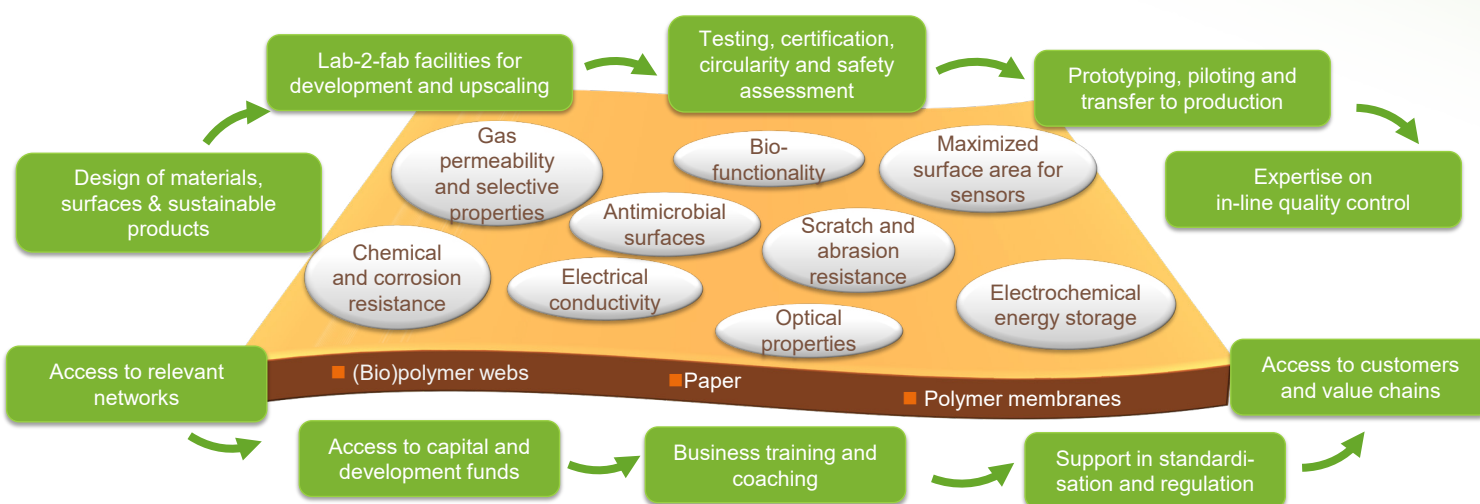 Lab-2-fab facilities for
development and upscaling
Testing, certification,
circularity and safety
assessment
Prototyping, piloting and
transfer to production
Design of materials,
surfaces & sustainable
products
Expertise on
in-line quality control
Gas
permeability
and selective
properties
Bio-
functionality
Maximized
surface area for
sensors
Antimicrobial
surfaces
Scratch and
abrasion
resistance
Chemical
and corrosion
resistance
Electrical
conductivity
Electrochemical
energy storage
Optical
properties
(Bio)polymer webs
Paper
Polymer membranes
Access to relevant
networks
Access to capital and
development funds
Business training and
coaching
Support in standardi-
sation and regulation
Access to customers
and value chains